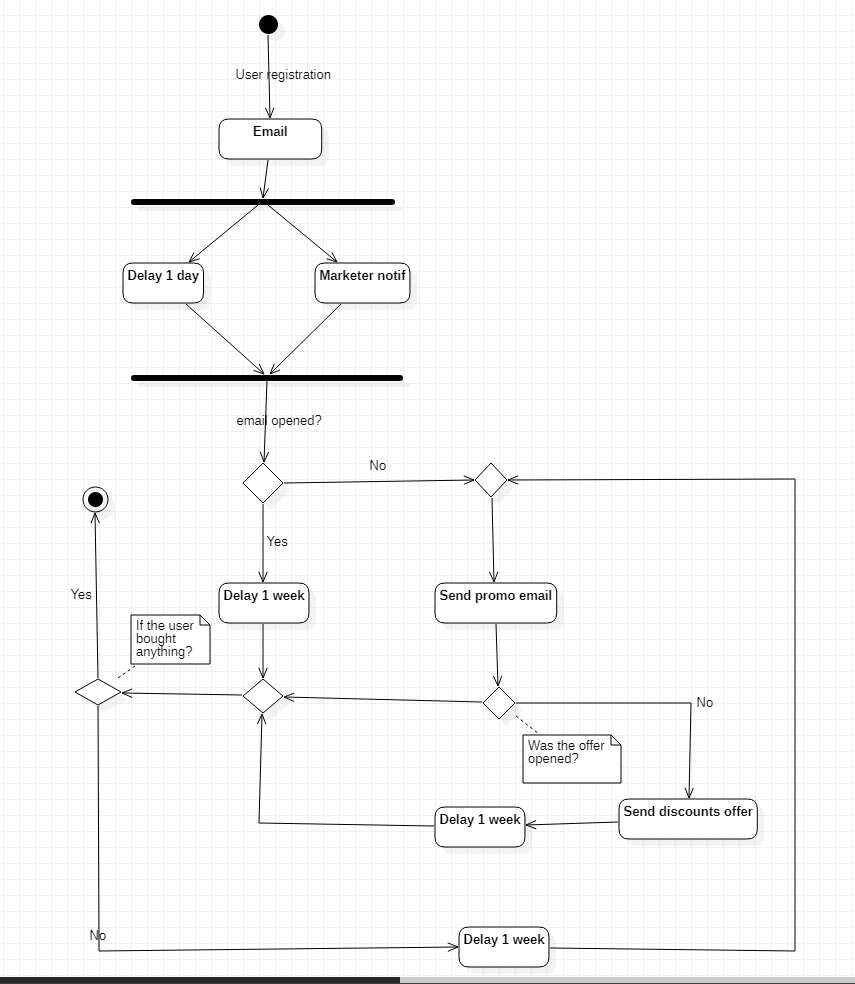 User registration
Email
Delay 1 day
Marketer notif
email opened?
No
Yes
Delay 1 week
Send promo email
Yes
If the user
bought
anything?
No
Was the offer
opened?
Send discounts offer
Delay 1 week
No
Delay 1 week